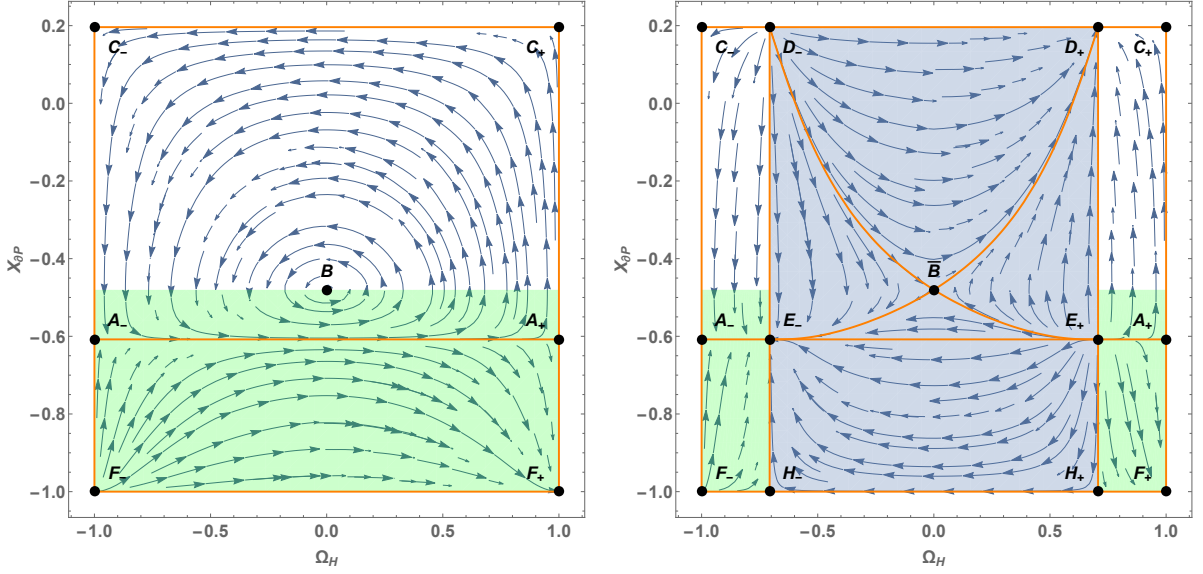 0.2
0.0
−0.2
−0.4
−0.6
−0.8
−1.0
X∂P
C₋ C₊
B
A₋ A₊
F₋ F₊
−1.0 −0.5 0.0 0.5 1.0
Ω_H
0.2
0.0
−0.2
−0.4
−0.6
−0.8
−1.0
X∂P
C₋ D₋ D₊ C₊
B̅
A₋ E₋ E₊ A₊
F₋ H₋ H₊ F₊
−1.0 −0.5 0.0 0.5 1.0
Ω_H